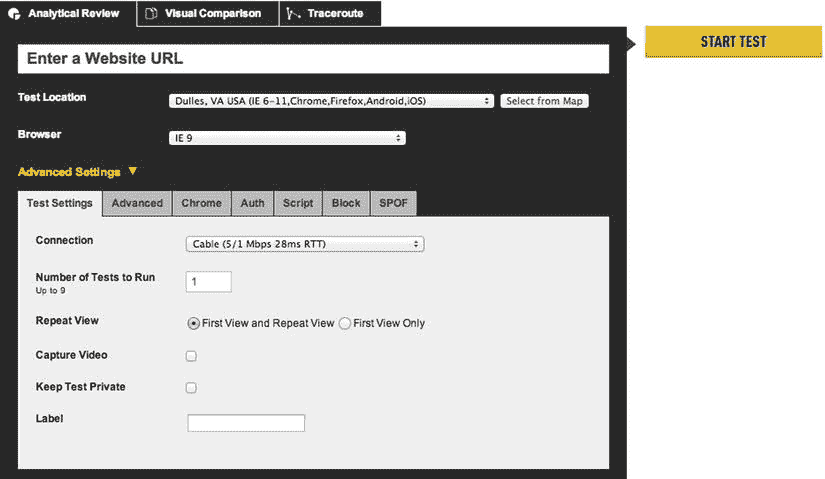 Analytical Review Visual Comparison Traceroute
START TEST
Enter a Website URL
Test Location Dulles, VA USA (IE 6-11,Chrome,Firefox,Android,iOS) Select from Map
Browser IE 9
Advanced Settings ▼
Test Settings Advanced Chrome Auth Script Block SPOF
Connection Cable (5/1 Mbps 28ms RTT)
Number of Tests to Run 1
Up to 9
Repeat View First View and Repeat View First View Only
Capture Video
Keep Test Private
Label